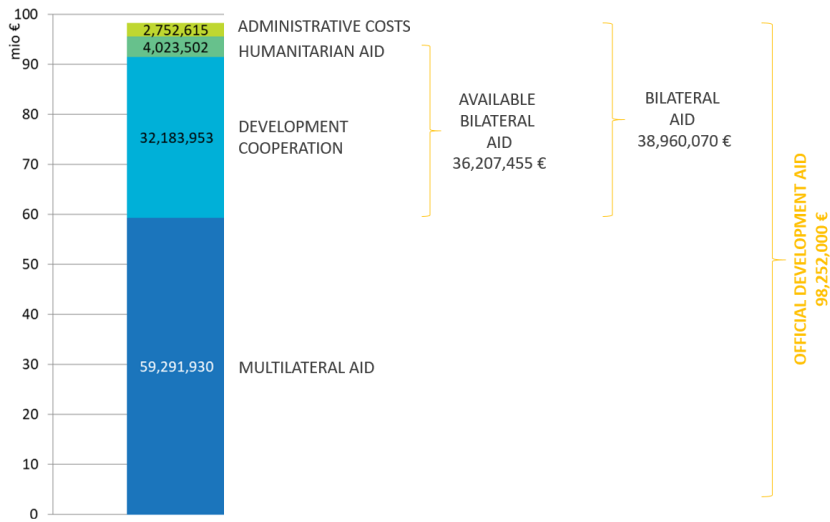 100
90
80
70
60
50
40
30
20
10
0
mio €
2,752,615
4,023,502
32,183,953
59,291,930
ADMINISTRATIVE COSTS
HUMANITARIAN AID
DEVELOPMENT
COOPERATION
MULTILATERAL AID
AVAILABLE
BILATERAL
AID
36,207,455 €
BILATERAL
AID
38,960,070 €
OFFICIAL DEVELOPMENT AID
98,252,000 €